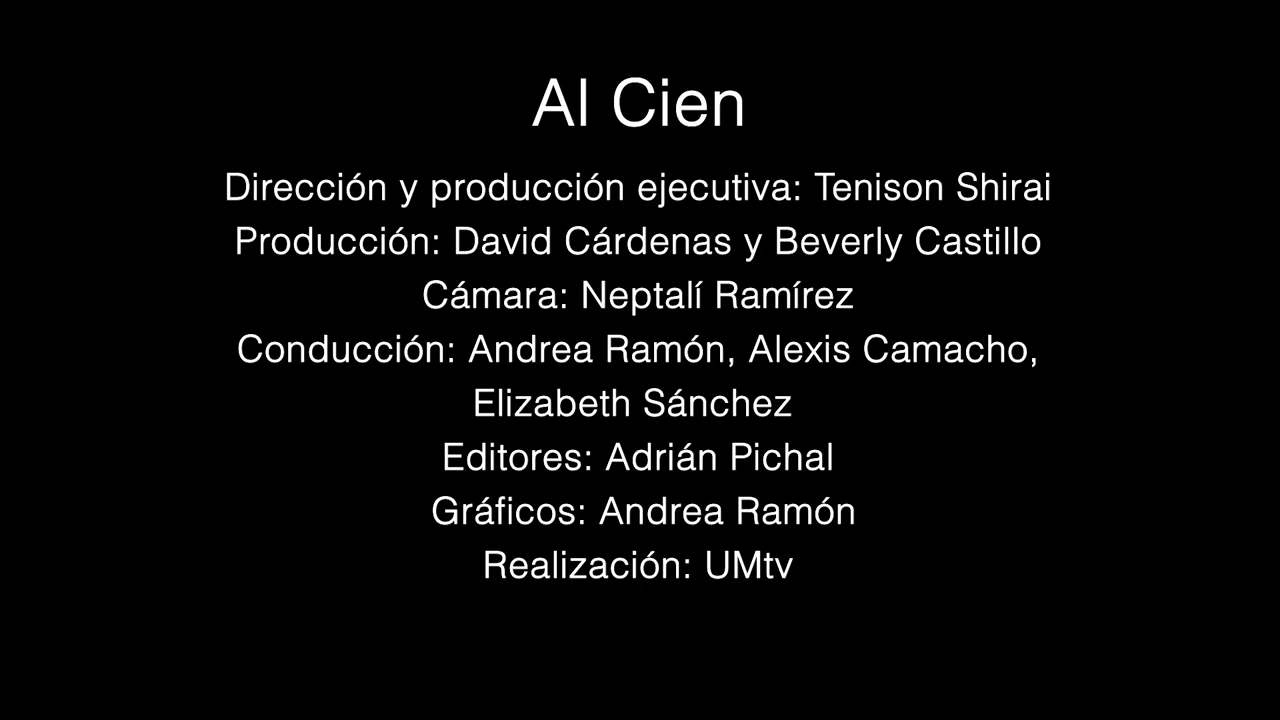 Al Cien
Dirección y producción ejecutiva: Tenison Shirai
Producción: David Cárdenas y Beverly Castillo
Cámara: Neptalí Ramírez
Conducción: Andrea Ramón, Alexis Camacho,
Elizabeth Sánchez
Editores: Adrián Pichal
Gráficos: Andrea Ramón
Realización: UMtv